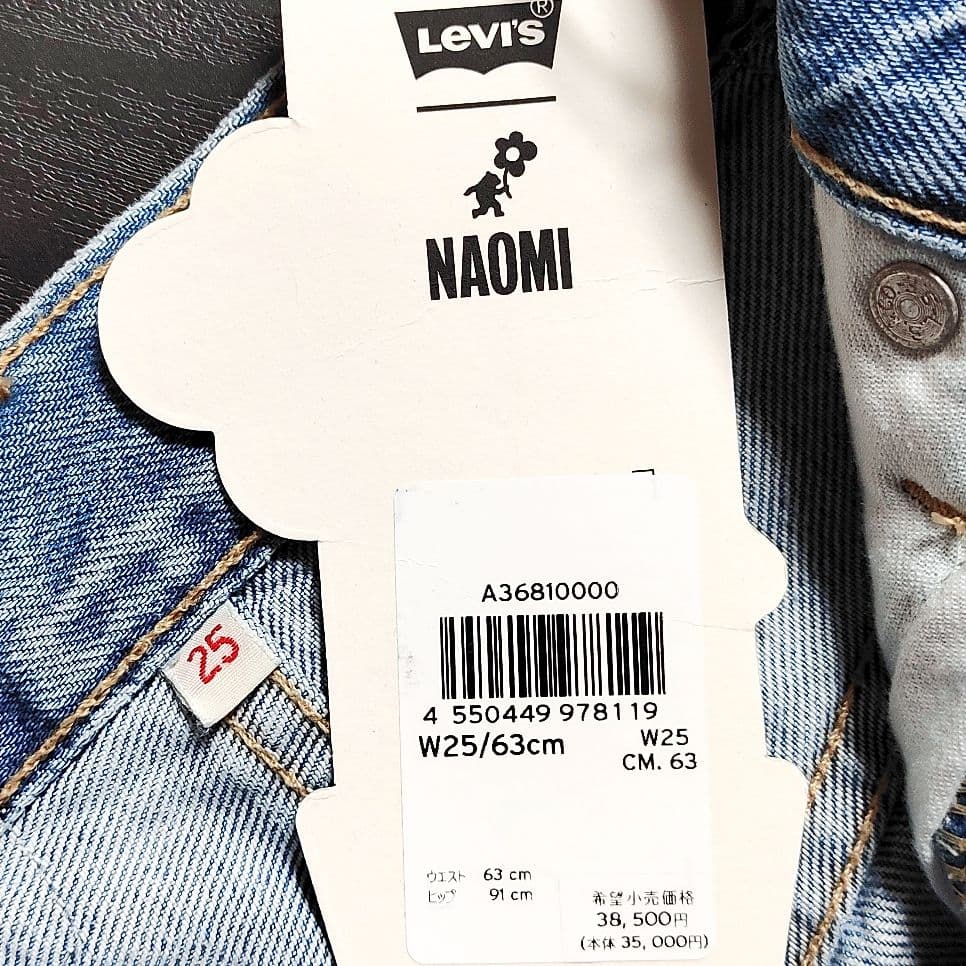 Levi's®
NAOMI
A36810000
4 550449 978119
W25/63cm
W25
CM. 63
25
ウエスト 63 cm
ヒップ 91 cm
希望小売価格
38,500円
(本体 35,000円)